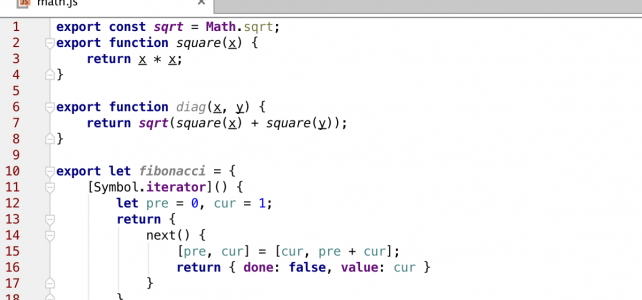 math.js ×
1 export const sqrt = Math.sqrt;
2 export function square(x) {
3 return x * x;
4 }
5
6 export function diag(x, y) {
7 return sqrt(square(x) + square(y));
8 }
9
10 export let fibonacci = {
11 [Symbol.iterator]() {
12 let pre = 0, cur = 1;
13 return {
14 next() {
15 [pre, cur] = [cur, pre + cur];
16 return { done: false, value: cur }
17 }
18 }